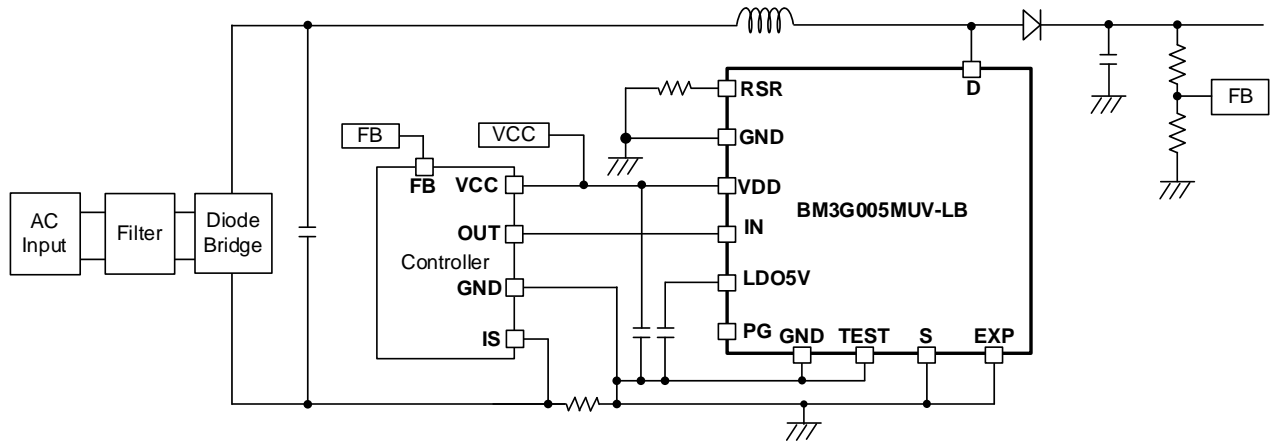 D
FB
RSR
GND
VDD
IN
LDO5V
PG
GND
TEST
S
EXP
BM3G005MUV-LB
FB
VCC
FB
VCC
OUT
Controller
GND
IS
AC
Input
Filter
Diode
Bridge